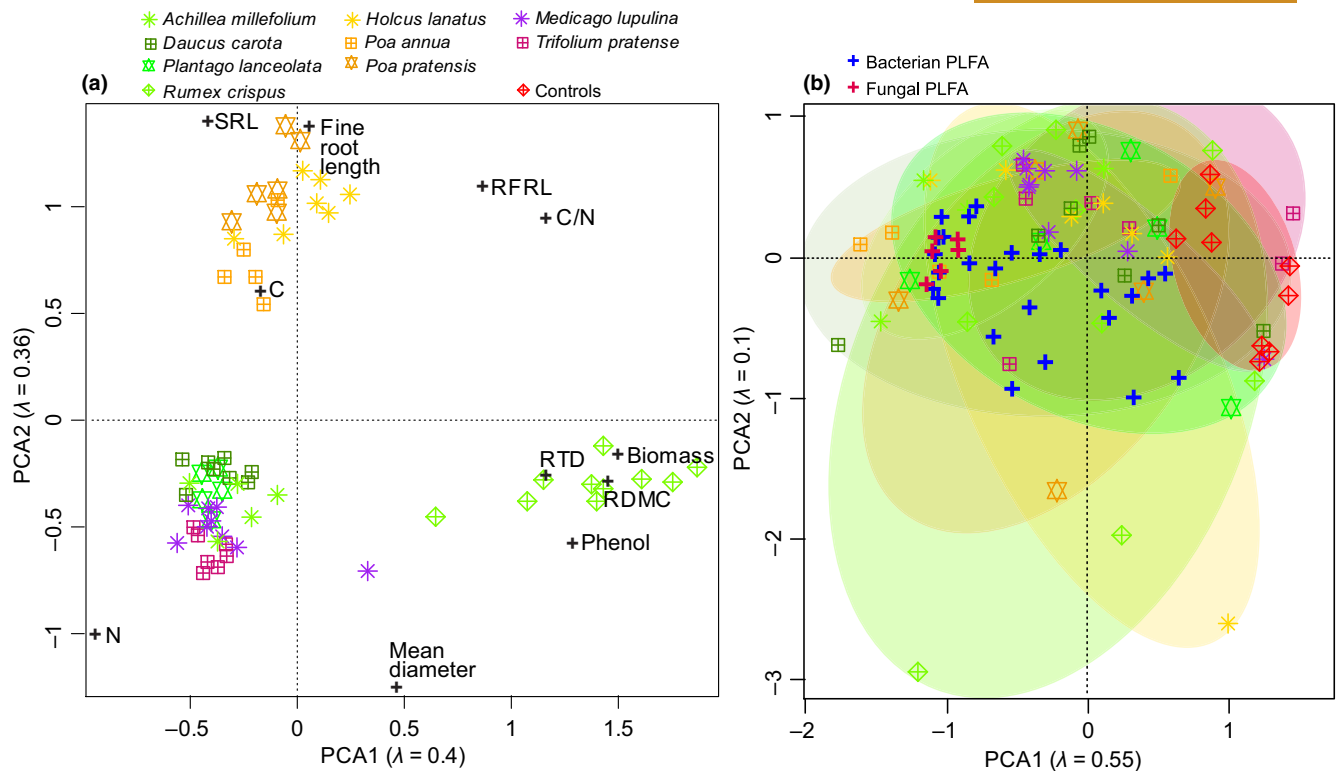 Achillea millefolium
Holcus lanatus
Medicago lupulina
Daucus carota
Poa annua
Trifolium pratense
Plantago lanceolata
Poa pratensis
Rumex crispus
Controls
(a)
SRL
Fine
root
length
RFRL
C/N
C
RTD
Biomass
RDMC
Phenol
N
Mean
diameter
1
0.5
0
−0.5
−1
PCA2 (λ = 0.36)
−0.5 0 0.5 1 1.5
PCA1 (λ = 0.4)
Bacterian PLFA
Fungal PLFA
(b)
1
0
−1
−2
−3
PCA2 (λ = 0.1)
−2 −1 0 1
PCA1 (λ = 0.55)